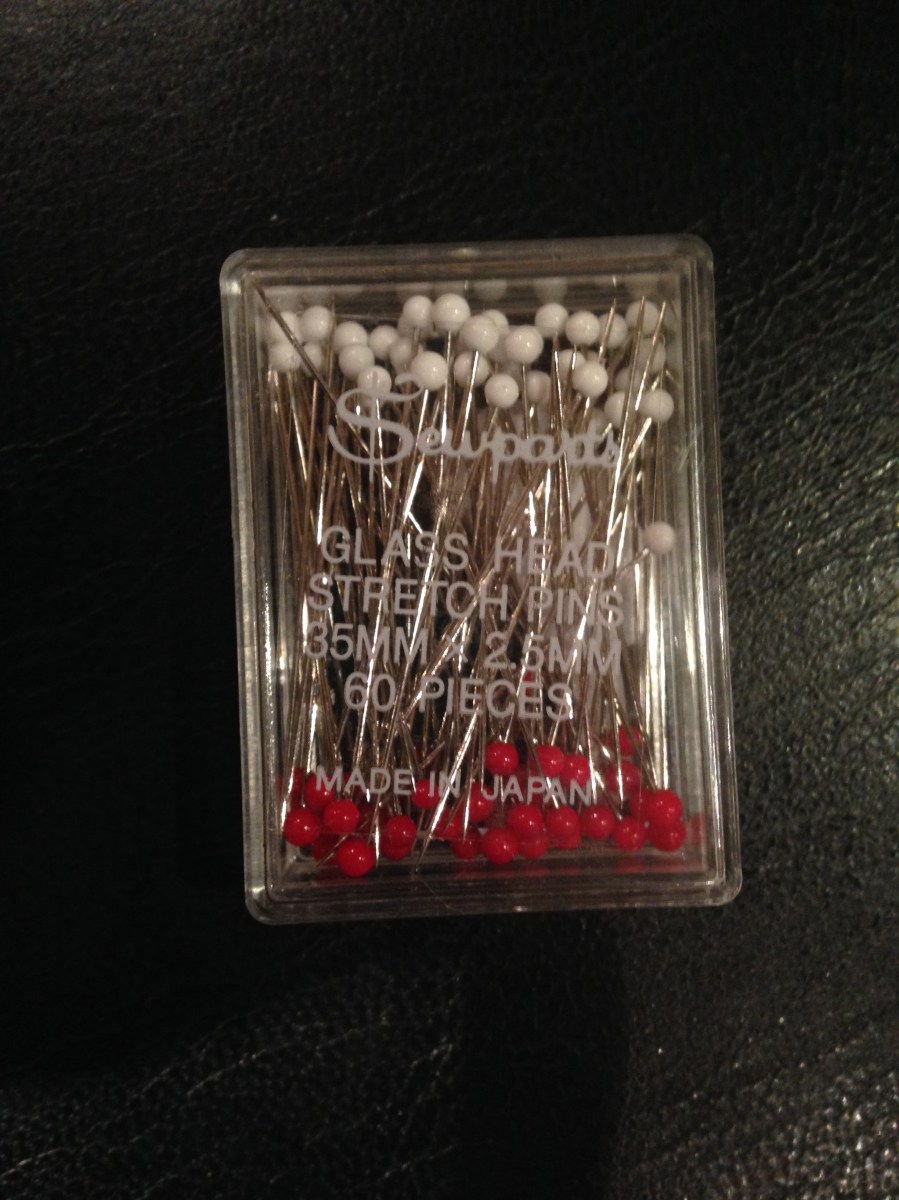 Sewparts
GLASS HEAD
STRETCH PINS
35MM X 2.5MM
60 PIECES
MADE IN JAPAN